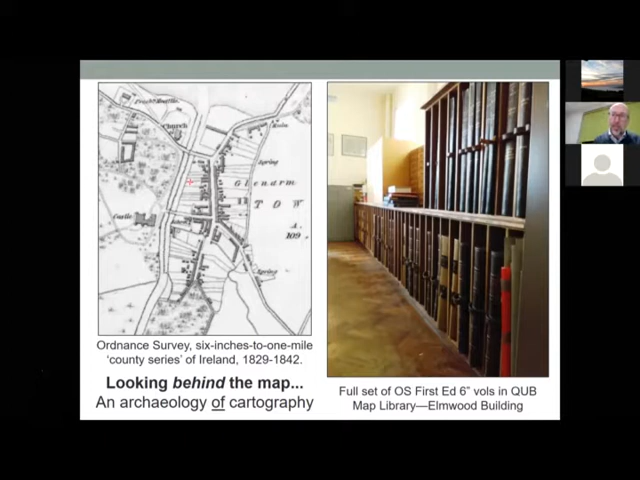 Church
Spring
Glenarm
TOW
Castle
A.
109
Spring
Ordnance Survey, six-inches-to-one-mile
‘county series’ of Ireland, 1829-1842.
Looking behind the map...
An archaeology of cartography
Full set of OS First Ed 6” vols in QUB
Map Library—Elmwood Building